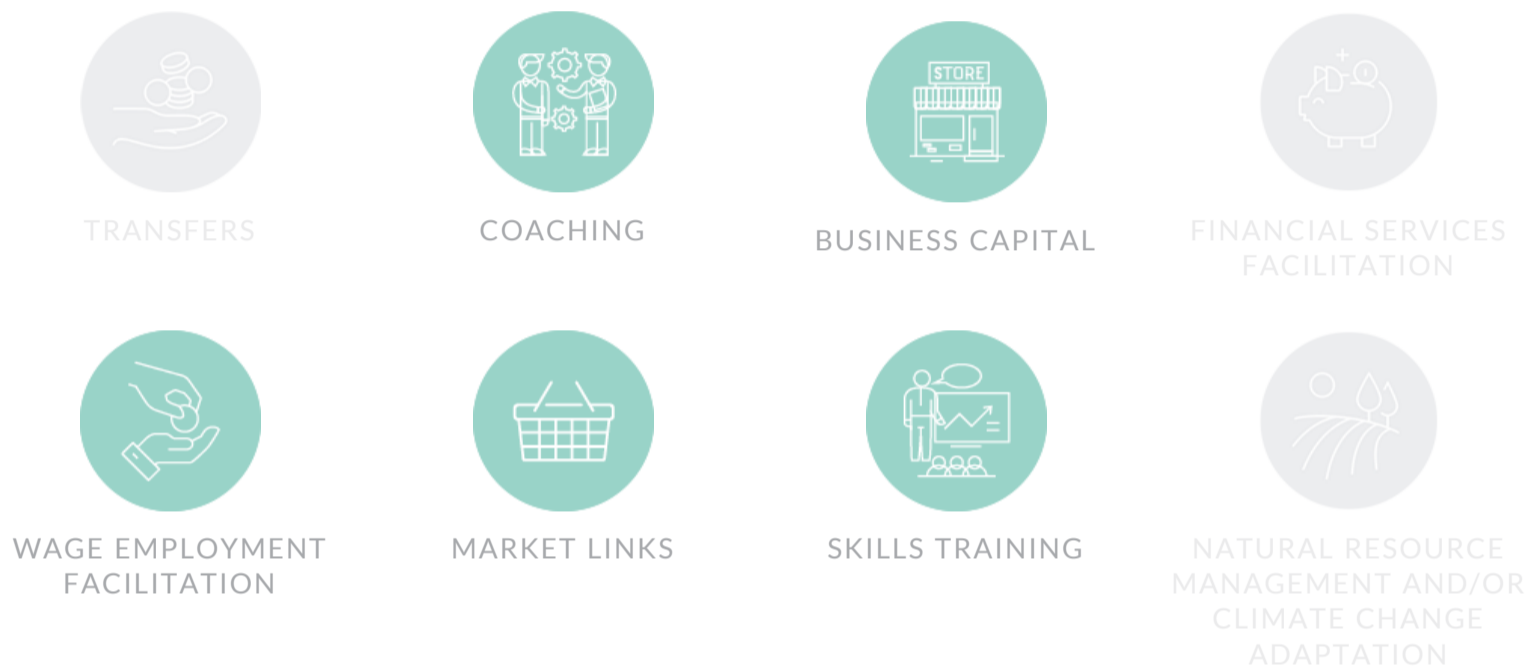 STORE
TRANSFERS
COACHING
BUSINESS CAPITAL
FINANCIAL SERVICES
FACILITATION
WAGE EMPLOYMENT
FACILITATION
MARKET LINKS
SKILLS TRAINING
NATURAL RESOURCE
MANAGEMENT AND/OR
CLIMATE CHANGE
ADAPTATION